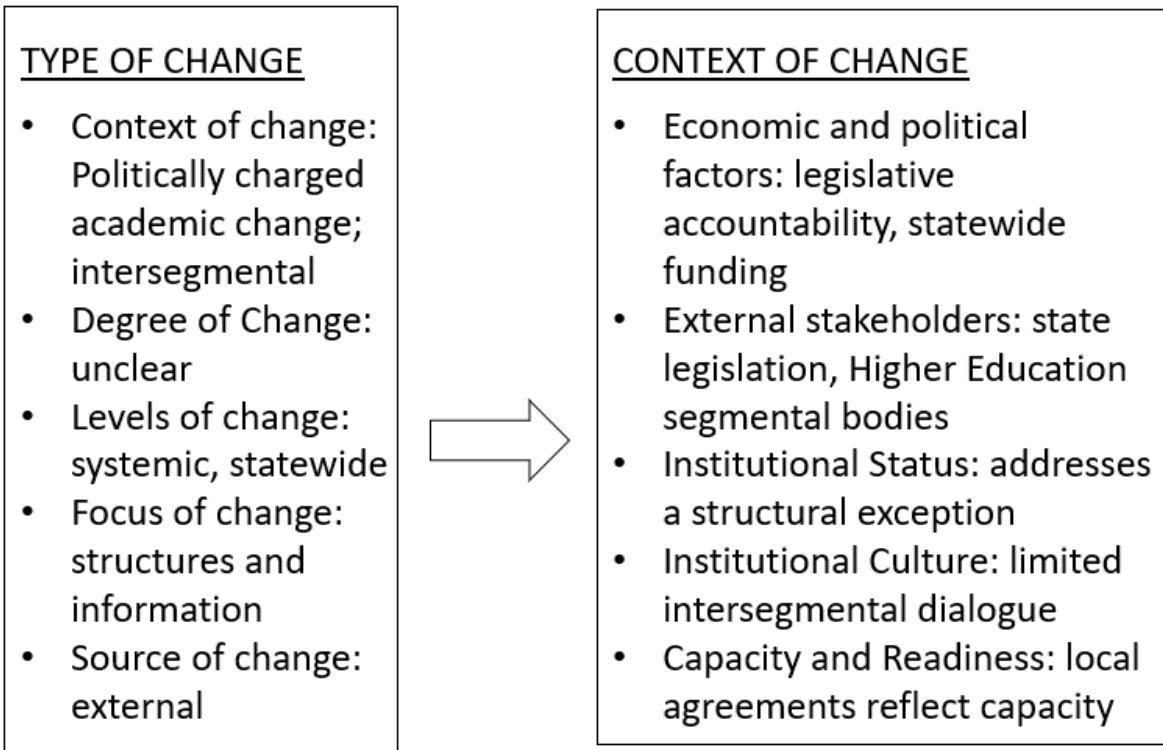 TYPE OF CHANGE
• Context of change:
Politically charged
academic change;
intersegmental
• Degree of Change:
unclear
• Levels of change:
systemic, statewide
• Focus of change:
structures and
information
• Source of change:
external
CONTEXT OF CHANGE
• Economic and political
factors: legislative
accountability, statewide
funding
• External stakeholders: state
legislation, Higher Education
segmental bodies
• Institutional Status: addresses
a structural exception
• Institutional Culture: limited
intersegmental dialogue
• Capacity and Readiness: local
agreements reflect capacity